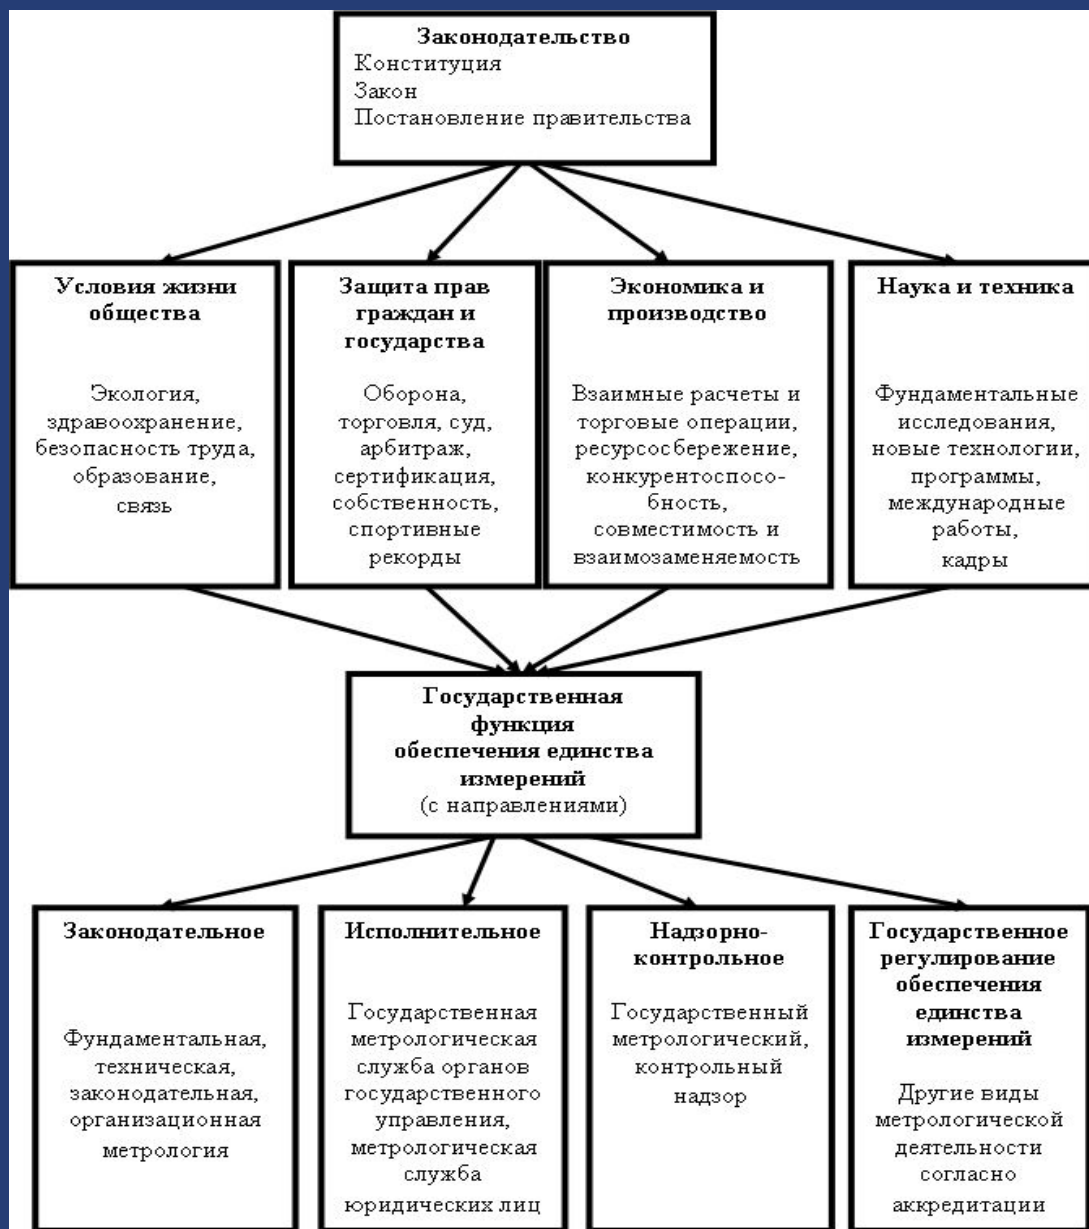 Законодательство
Конституция
Закон
Постановление правительства
Условия жизни
общества
Экология,
здравоохранение,
безопасность труда,
образование,
связь
Защита прав
граждан и
государства
Оборона,
торговля, суд,
арбитраж,
сертификация,
собственность,
спортивные
рекорды
Экономика и
производство
Взаимные расчеты и
торговые операции,
ресурсосбережение,
конкурентоспосо-
бность,
совместимость и
взаимозаменяемость
Наука и техника
Фундаментальные
исследования,
новые технологии,
программы,
международные
работы,
кадры
Государственная
функция
обеспечения единства
измерений
(с направлениями)
Законодательное
Фундаментальная,
техническая,
законодательная,
организационная
метрология
Исполнительное
Государственная
метрологическая
служба органов
государственного
управления,
метрологическая
служба
юридических лиц
Надзорно-
контрольное
Государственный
метрологический,
контрольный
надзор
Государственное
регулирование
обеспечения
единства
измерений
Другие виды
метрологической
деятельности
согласно
аккредитации